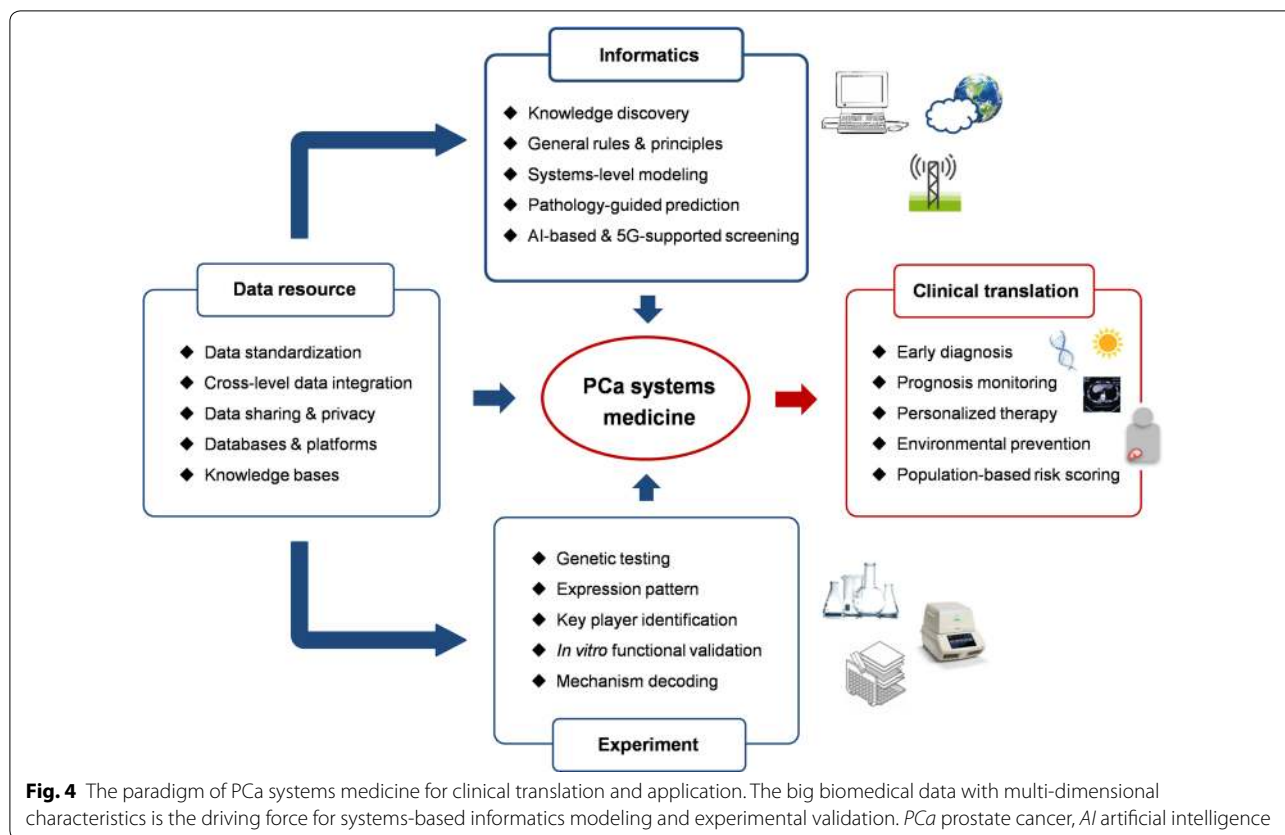 Informatics
◆ Knowledge discovery
◆ General rules & principles
◆ Systems-level modeling
◆ Pathology-guided prediction
◆ AI-based & 5G-supported screening
Data resource
◆ Data standardization
◆ Cross-level data integration
◆ Data sharing & privacy
◆ Databases & platforms
◆ Knowledge bases
PCa systems
medicine
Clinical translation
◆ Early diagnosis
◆ Prognosis monitoring
◆ Personalized therapy
◆ Environmental prevention
◆ Population-based risk scoring
◆ Genetic testing
◆ Expression pattern
◆ Key player identification
◆ In vitro functional validation
◆ Mechanism decoding
Experiment
Fig. 4 The paradigm of PCa systems medicine for clinical translation and application. The big biomedical data with multi-dimensional
characteristics is the driving force for systems-based informatics modeling and experimental validation. PCa prostate cancer, AI artificial intelligence